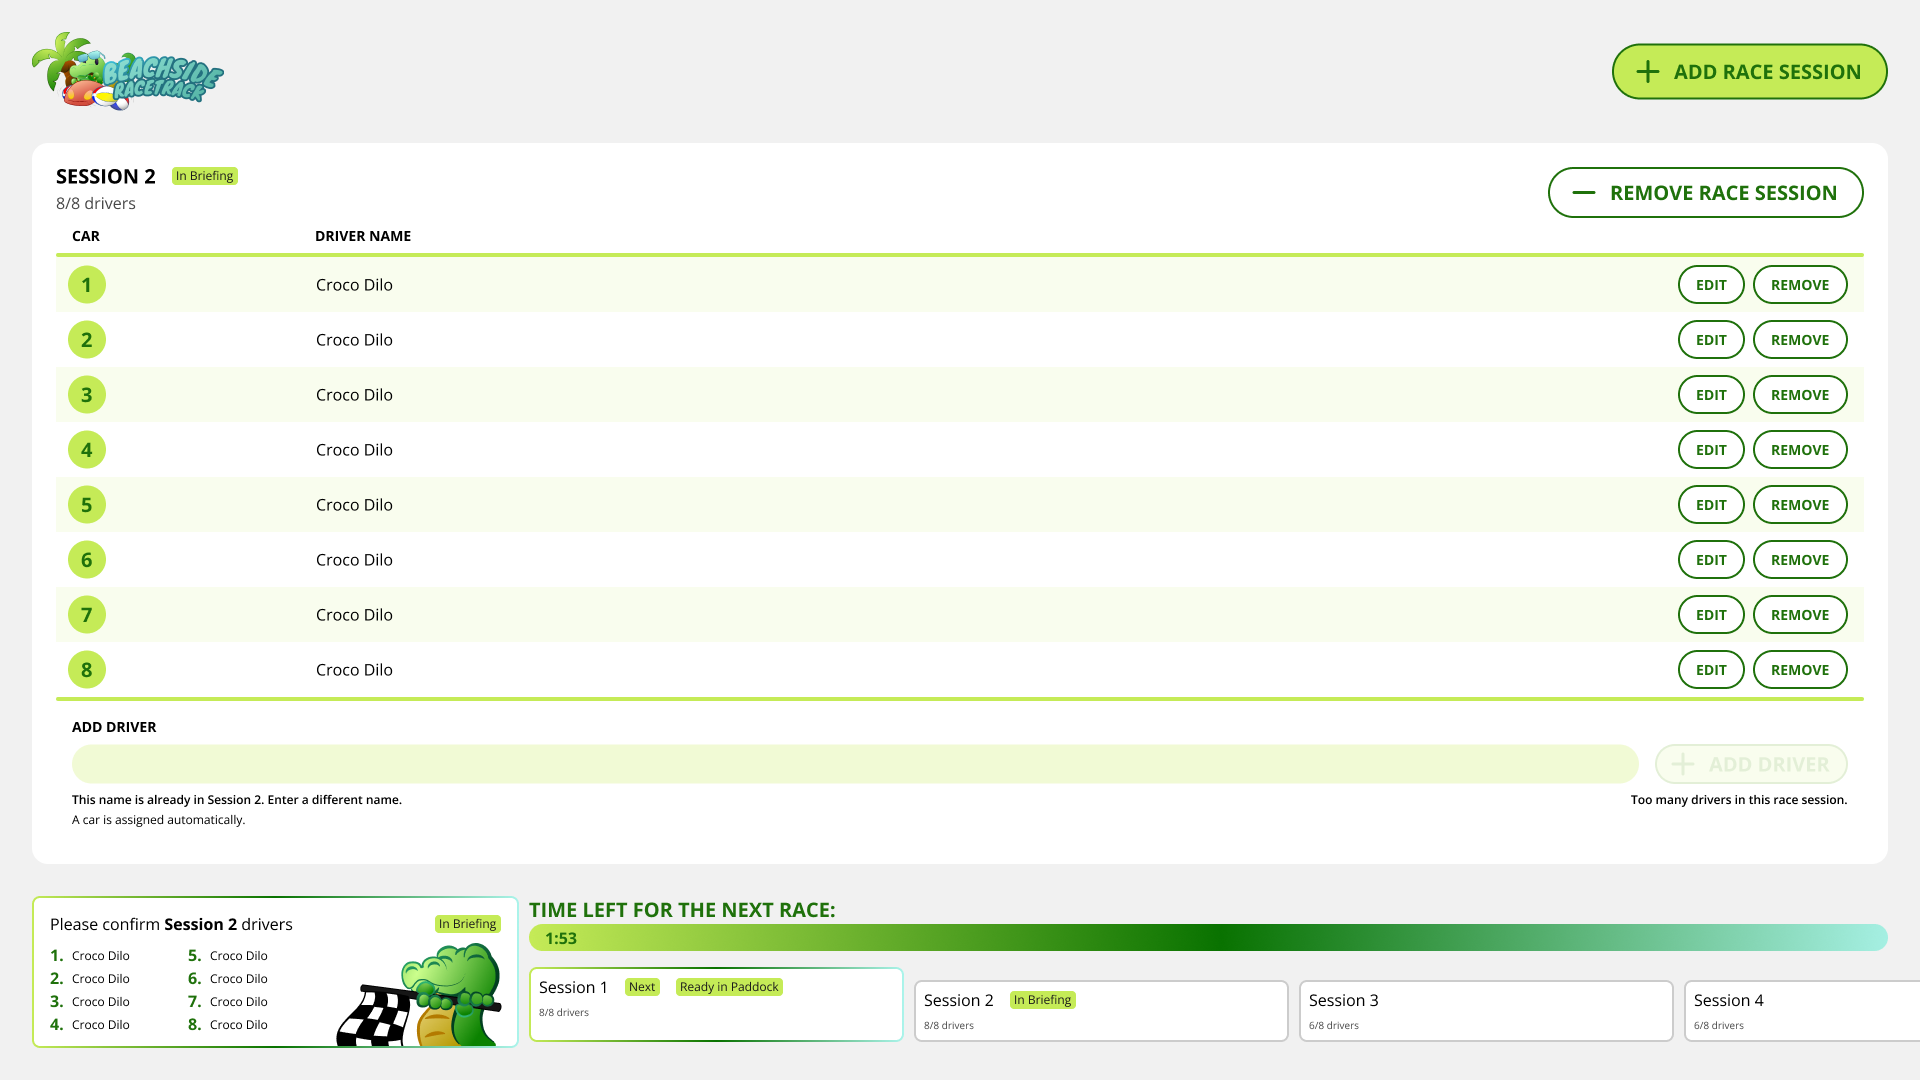 BEACHSIDE
RACETRACK
ADD RACE SESSION
SESSION 2 In Briefing
8/8 drivers
REMOVE RACE SESSION
CAR DRIVER NAME
1 Croco Dilo EDIT REMOVE
2 Croco Dilo EDIT REMOVE
3 Croco Dilo EDIT REMOVE
4 Croco Dilo EDIT REMOVE
5 Croco Dilo EDIT REMOVE
6 Croco Dilo EDIT REMOVE
7 Croco Dilo EDIT REMOVE
8 Croco Dilo EDIT REMOVE
ADD DRIVER
ADD DRIVER
This name is already in Session 2. Enter a different name.
Too many drivers in this race session.
A car is assigned automatically.
Please confirm Session 2 drivers In Briefing
1. Croco Dilo 5. Croco Dilo
2. Croco Dilo 6. Croco Dilo
3. Croco Dilo 7. Croco Dilo
4. Croco Dilo 8. Croco Dilo
TIME LEFT FOR THE NEXT RACE:
1:53
Session 1 Next Ready in Paddock
8/8 drivers
Session 2 In Briefing
8/8 drivers
Session 3
6/8 drivers
Session 4
6/8 drivers